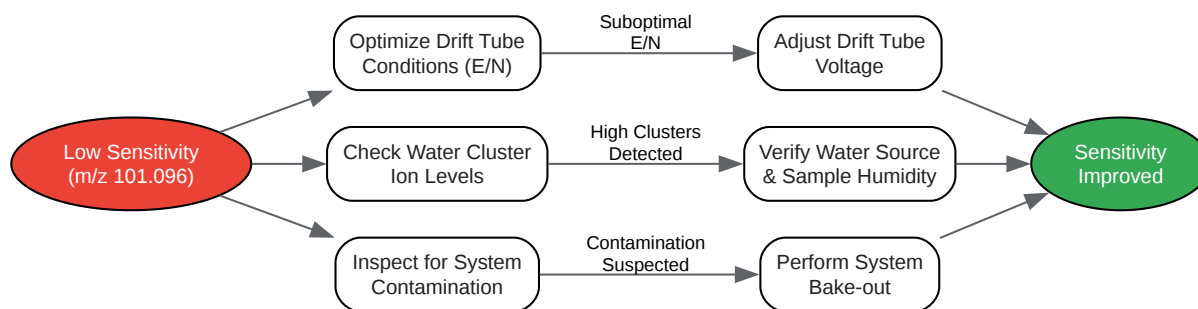 Low Sensitivity
(m/z 101.096)
Optimize Drift Tube
Conditions (E/N)
Suboptimal
E/N
Adjust Drift Tube
Voltage
Check Water Cluster
Ion Levels
High Clusters
Detected
Verify Water Source
& Sample Humidity
Inspect for System
Contamination
Contamination
Suspected
Perform System
Bake-out
Sensitivity
Improved